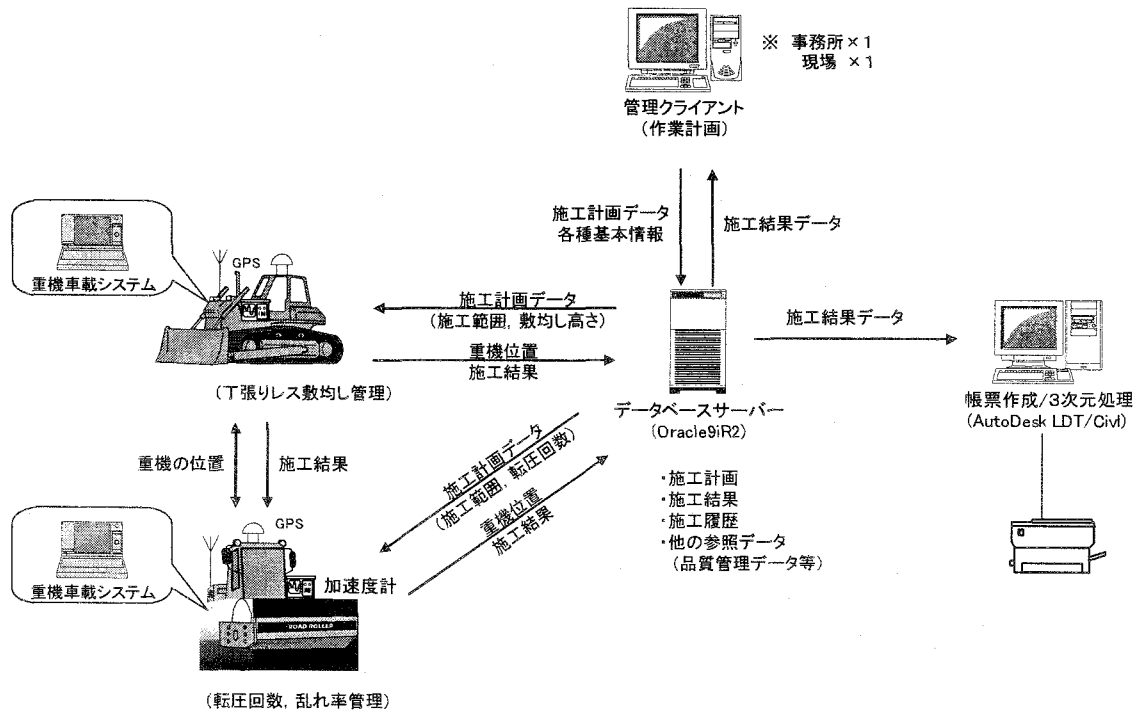 ※ 事務所×1
現場 ×1
管理クライアント
(作業計画)
施工計画データ
各種基本情報
施工結果データ
重機車載システム
GPS
施工計画データ
(施工範囲, 敷均し高さ)
重機位置
施工結果
(丁張りレス敷均し管理)
施工結果データ
データベースサーバー
(Oracle9iR2)
帳票作成/3次元処理
(AutoDesk LDT/Civl)
重機の位置
施工結果
施工計画データ
(施工範囲, 転圧回数)
重機位置
施工結果
・施工計画
・施工結果
・施工履歴
・他の参照データ
(品質管理データ等)
重機車載システム
GPS
加速度計
ROAD ROLLER
(転圧回数, 乱れ率管理)